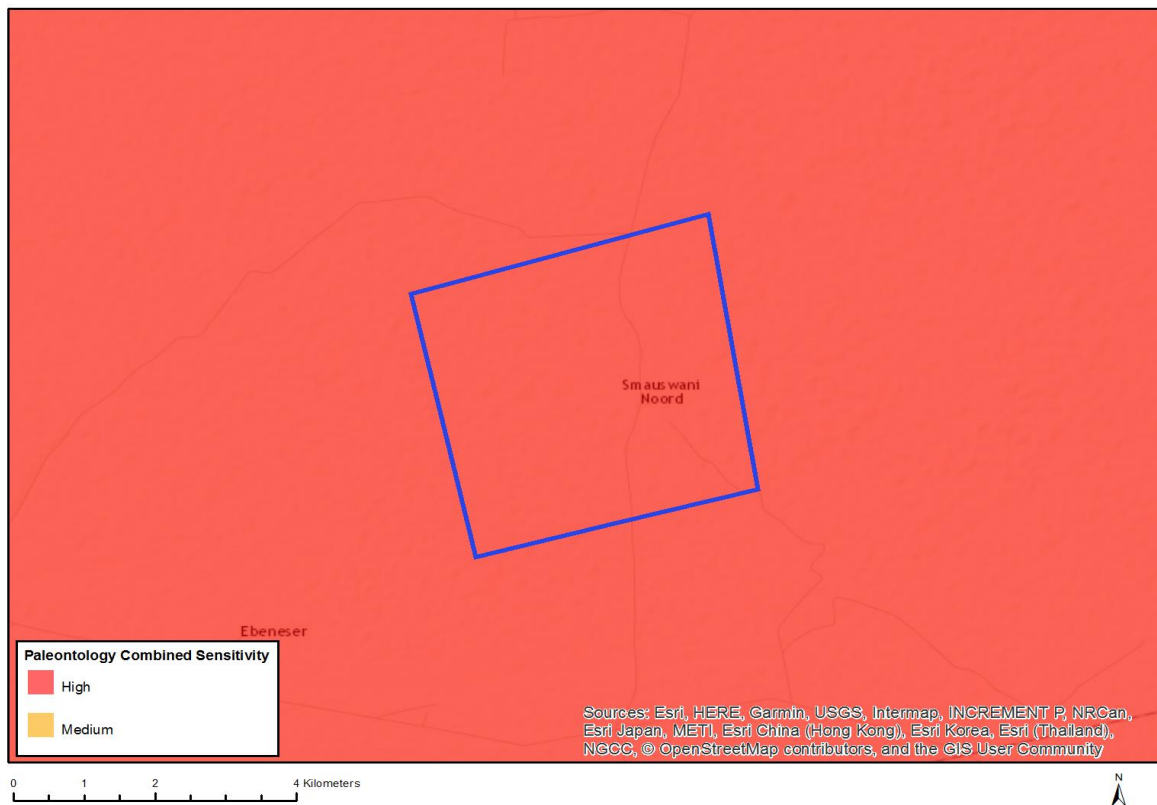 Smauswani
Noord
Ebeneser
Paleontology Combined Sensitivity
High
Medium
Sources: Esri, HERE, Garmin, USGS, Intermap, INCREMENT P, NRCan,
Esri Japan, METI, Esri China (Hong Kong), Esri Korea, Esri (Thailand),
NGCC, © OpenStreetMap contributors, and the GIS User Community
0 1 2 4 Kilometers
N